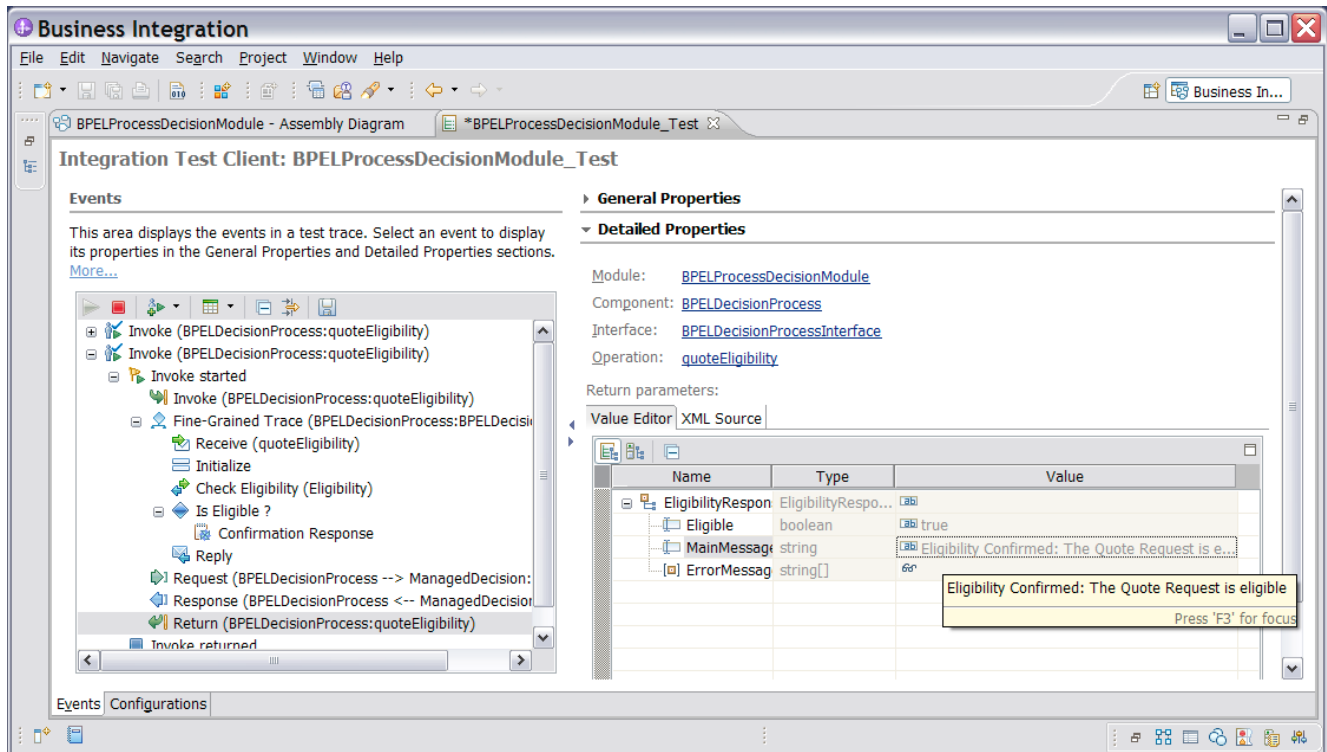 Business Integration
File Edit Navigate Search Project Window Help
Business In...
BPELProcessDecisionModule - Assembly Diagram
*BPELProcessDecisionModule_Test
Integration Test Client: BPELProcessDecisionModule_Test
Events
This area displays the events in a test trace. Select an event to display
its properties in the General Properties and Detailed Properties sections.
More...
Invoke (BPELDecisionProcess:quoteEligibility)
Invoke (BPELDecisionProcess:quoteEligibility)
Invoke started
Invoke (BPELDecisionProcess:quoteEligibility)
Fine-Grained Trace (BPELDecisionProcess:BPELDecisi
Receive (quoteEligibility)
Initialize
Check Eligibility (Eligibility)
Is Eligible ?
Confirmation Response
Reply
Request (BPELDecisionProcess --> ManagedDecision:
Response (BPELDecisionProcess <-- ManagedDecision
Return (BPELDecisionProcess:quoteEligibility)
Invoke returned
Events Configurations
General Properties
Detailed Properties
Module: BPELProcessDecisionModule
Component: BPELDecisionProcess
Interface: BPELDecisionProcessInterface
Operation: quoteEligibility
Return parameters:
Value Editor XML Source
Name Type Value
EligibilityRespon EligibilityRespo...
Eligible boolean true
MainMessage string Eligibility Confirmed: The Quote Request is e...
ErrorMessag string[]
Eligibility Confirmed: The Quote Request is eligible
Press 'F3' for focus